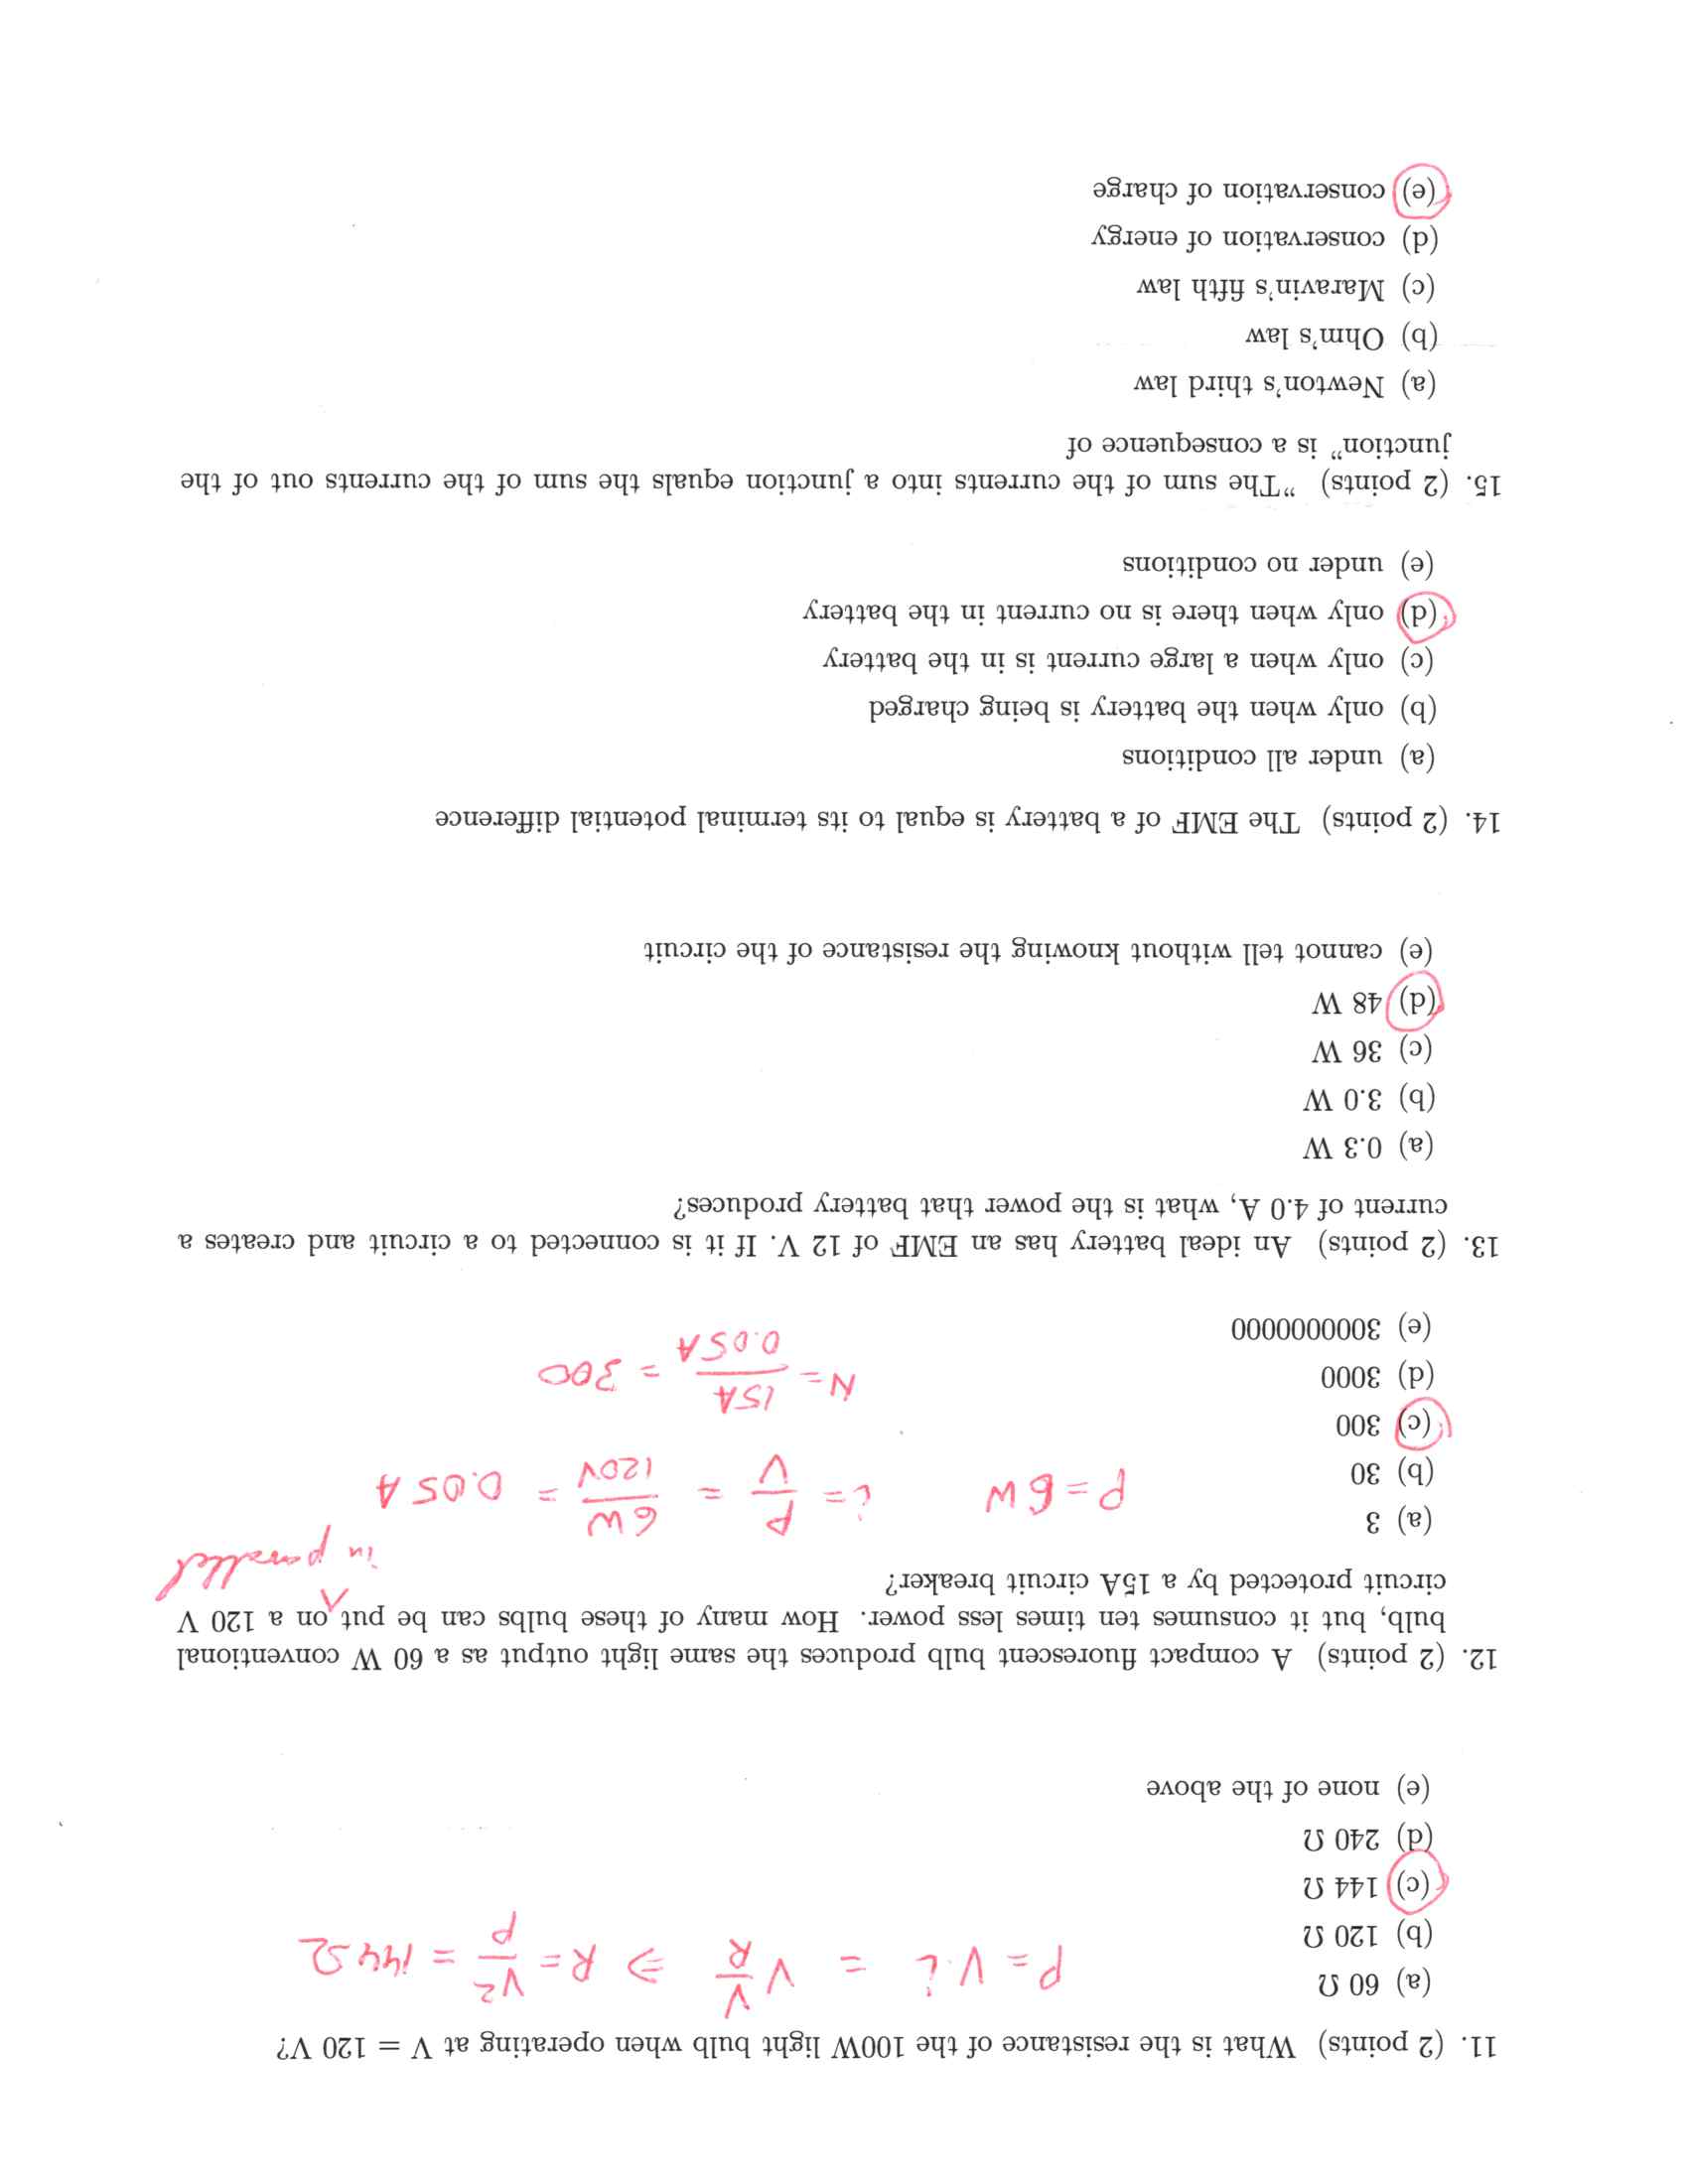 11. (2 points) What is the resistance of the 100W light bulb when operating at V = 120 V?
(a) 60 Ω
P = V·i = V V/R ⇒ R = V²/P = 144 Ω
(b) 120 Ω
(c) 144 Ω
(d) 240 Ω
(e) none of the above
12. (2 points) A compact fluorescent bulb produces the same light output as a 60 W conventional
bulb, but it consumes ten times less power. How many of these bulbs can be put ^ on a 120 V
circuit protected by a 15A circuit breaker?
in parallel
(a) 3
P = 6W i = P/V = 6W/120V = 0.05 A
(b) 30
(c) 300
N = 15A/0.05A = 300
(d) 3000
(e) 3000000000
13. (2 points) An ideal battery has an EMF of 12 V. If it is connected to a circuit and creates a
current of 4.0 A, what is the power that battery produces?
(a) 0.3 W
(b) 3.0 W
(c) 36 W
(d) 48 W
(e) cannot tell without knowing the resistance of the circuit
14. (2 points) The EMF of a battery is equal to its terminal potential difference
(a) under all conditions
(b) only when the battery is being charged
(c) only when a large current is in the battery
(d) only when there is no current in the battery
(e) under no conditions
15. (2 points) ”The sum of the currents into a junction equals the sum of the currents out of the
junction” is a consequence of
(a) Newton’s third law
(b) Ohm’s law
(c) Maravin’s fifth law
(d) conservation of energy
(e) conservation of charge